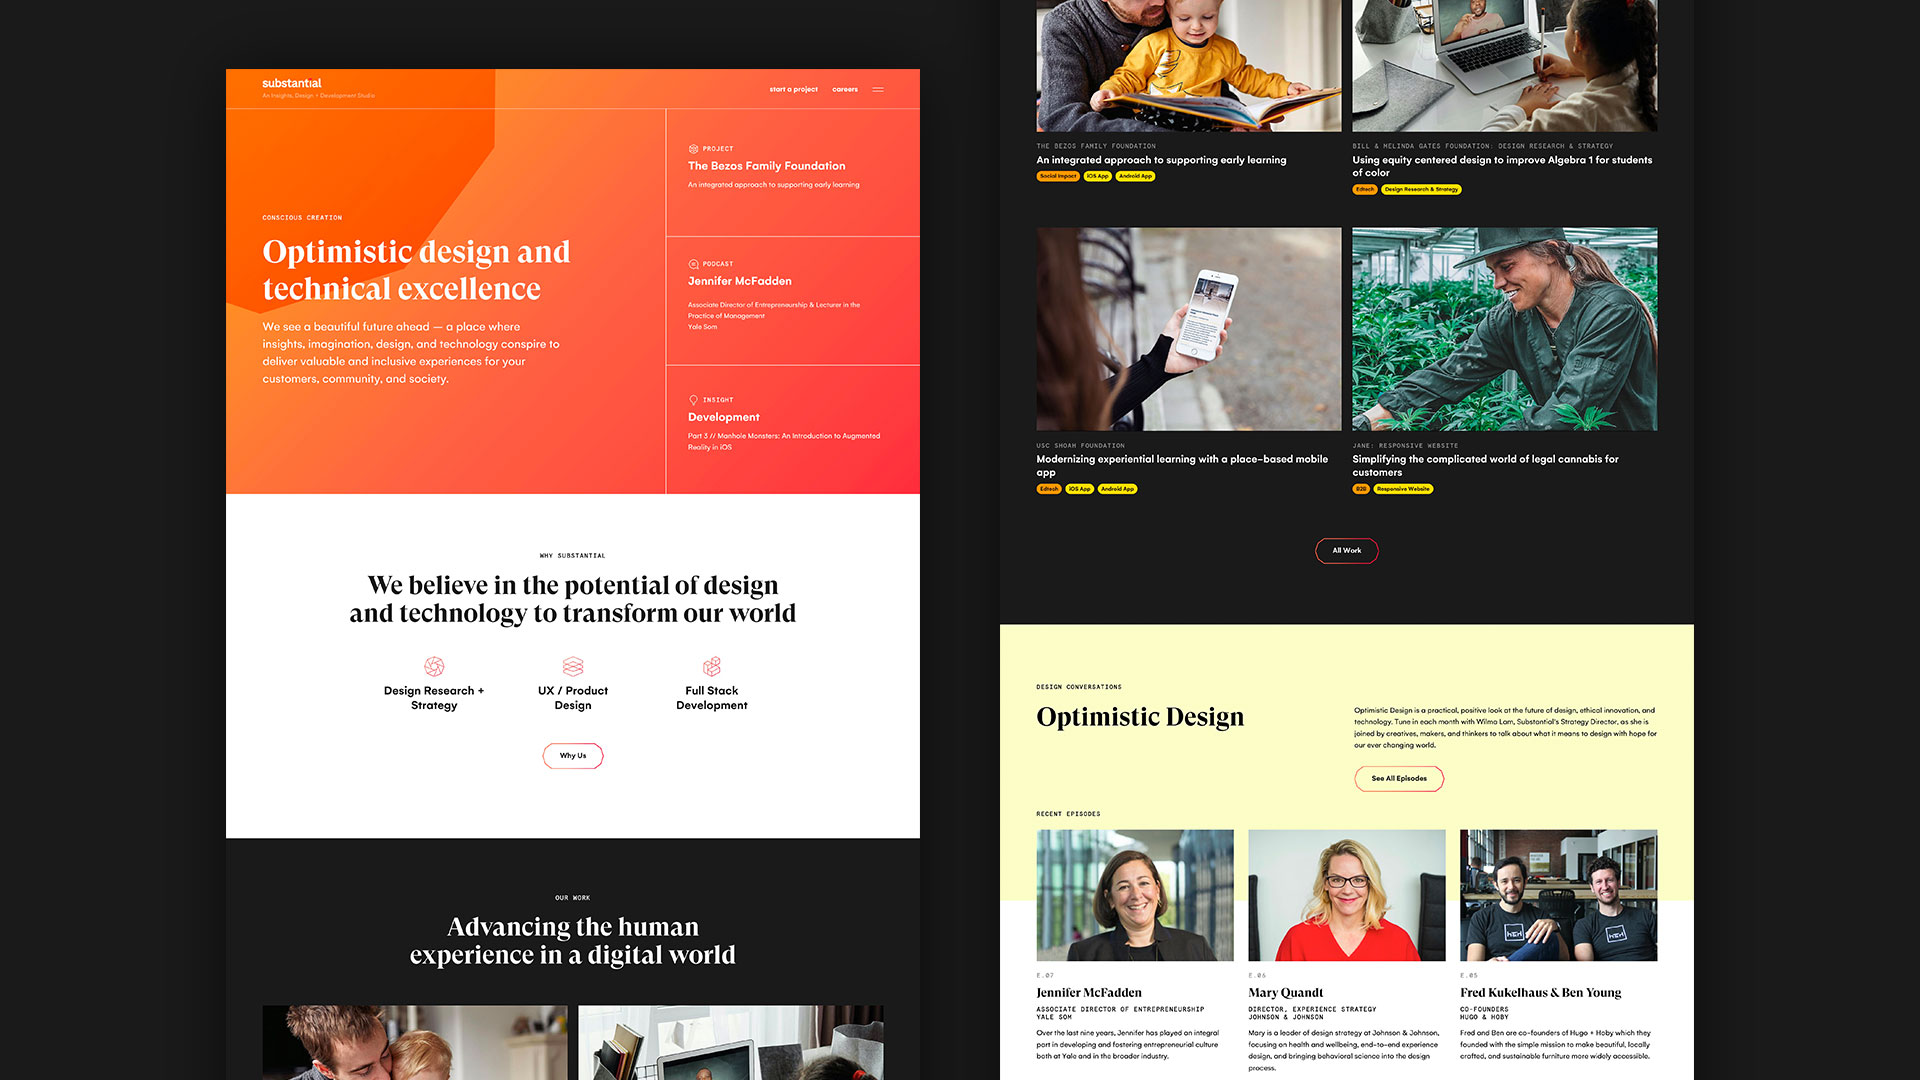 substantial
An Insights, Design + Development Studio
start a project
careers
CONSCIOUS CREATION
Optimistic design and
technical excellence
We see a beautiful future ahead — a place where
insights, imagination, design, and technology conspire to
deliver valuable and inclusive experiences for your
customers, community, and society.
PROJECT
The Bezos Family Foundation
An integrated approach to supporting early learning
PODCAST
Jennifer McFadden
Associate Director of Entrepreneurship & Lecturer in the
Practice of Management
Yale Som
INSIGHT
Development
Part 3 // Manhole Monsters: An Introduction to Augmented
Reality in iOS
WHY SUBSTANTIAL
We believe in the potential of design
and technology to transform our world
Design Research +
Strategy
UX / Product
Design
Full Stack
Development
Why Us
OUR WORK
Advancing the human
experience in a digital world
THE BEZOS FAMILY FOUNDATION
An integrated approach to supporting early learning
Social Impact
iOS App
Android App
BILL & MELINDA GATES FOUNDATION: DESIGN RESEARCH & STRATEGY
Using equity centered design to improve Algebra 1 for students
of color
Edtech
Design Research & Strategy
USC SHOAH FOUNDATION
Modernizing experiential learning with a place-based mobile
app
Edtech
iOS App
Android App
JANE: RESPONSIVE WEBSITE
Simplifying the complicated world of legal cannabis for
customers
B2B
Responsive Website
All Work
DESIGN CONVERSATIONS
Optimistic Design
Optimistic Design is a practical, positive look at the future of design, ethical innovation, and
technology. Tune in each month with Wilma Lam, Substantial's Strategy Director, as she is
joined by creatives, makers, and thinkers to talk about what it means to design with hope for
our ever changing world.
See All Episodes
RECENT EPISODES
E.07
Jennifer McFadden
ASSOCIATE DIRECTOR OF ENTREPRENEURSHIP
YALE SOM
Over the last nine years, Jennifer has played an integral
part in developing and fostering entrepreneurial culture
both at Yale and in the broader industry.
E.06
Mary Quandt
DIRECTOR, EXPERIENCE STRATEGY
JOHNSON & JOHNSON
Mary is a leader of design strategy at Johnson & Johnson,
focusing on health and wellbeing, end-to-end experience
design, and bringing behavioral science into the design
process.
E.05
Fred Kukelhaus & Ben Young
CO-FOUNDERS
HUGO & HOBY
Fred and Ben are co-founders of Hugo + Hoby which they
founded with the simple mission to make beautiful, locally
crafted, and sustainable furniture more widely accessible.